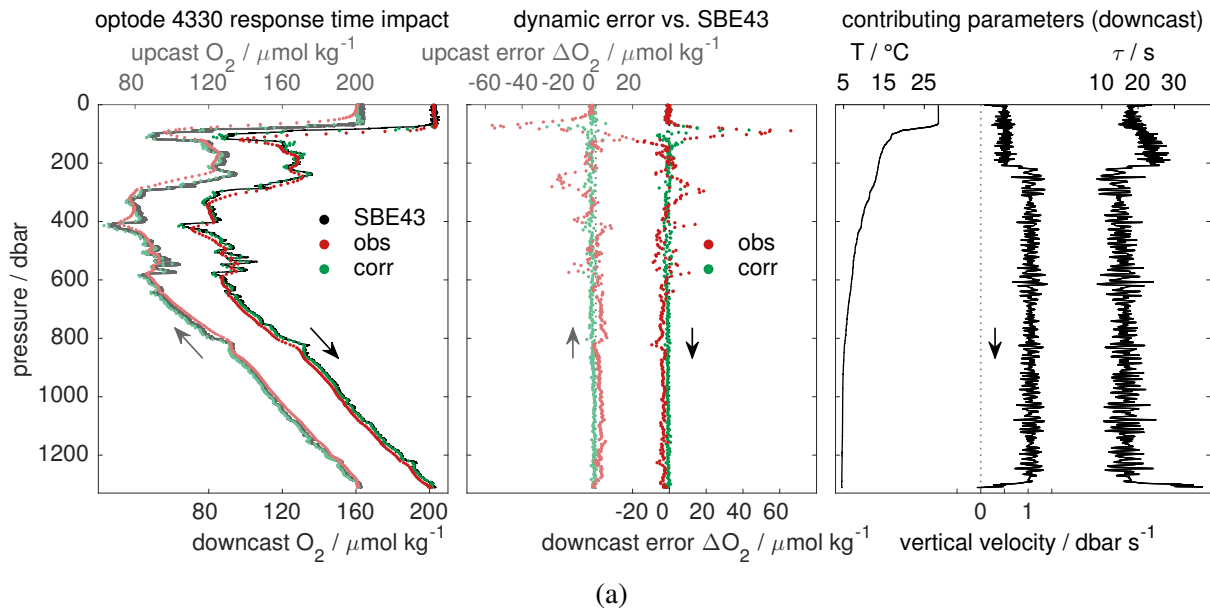 optode 4330 response time impact
upcast O2 / μmol kg-1
80 120 160 200
0
200
400
600
800
1000
1200
pressure / dbar
SBE43
obs
corr
80 120 160 200
downcast O2 / μmol kg-1
dynamic error vs. SBE43
upcast error ΔO2 / μmol kg-1
-60 -40 -20 0 20
obs
corr
-20 0 20 40 60
downcast error ΔO2 / μmol kg-1
contributing parameters (downcast)
T / °C τ / s
5 15 25 10 20 30
0 1
vertical velocity / dbar s-1
(a)